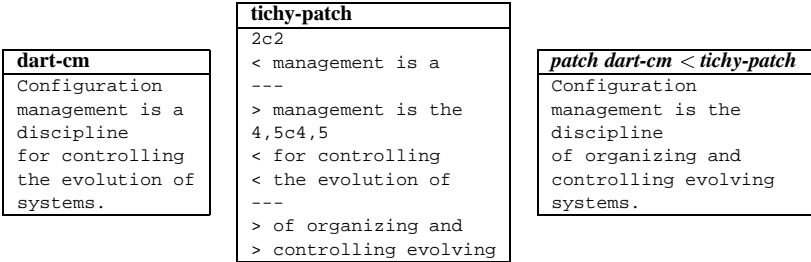 dart-cm
Configuration
management is a
discipline
for controlling
the evolution of
systems.
tichy-patch
2c2
< management is a
---
> management is the
4,5c4,5
< for controlling
< the evolution of
---
> of organizing and
> controlling evolving
patch dart-cm < tichy-patch
Configuration
management is the
discipline
of organizing and
controlling evolving
systems.